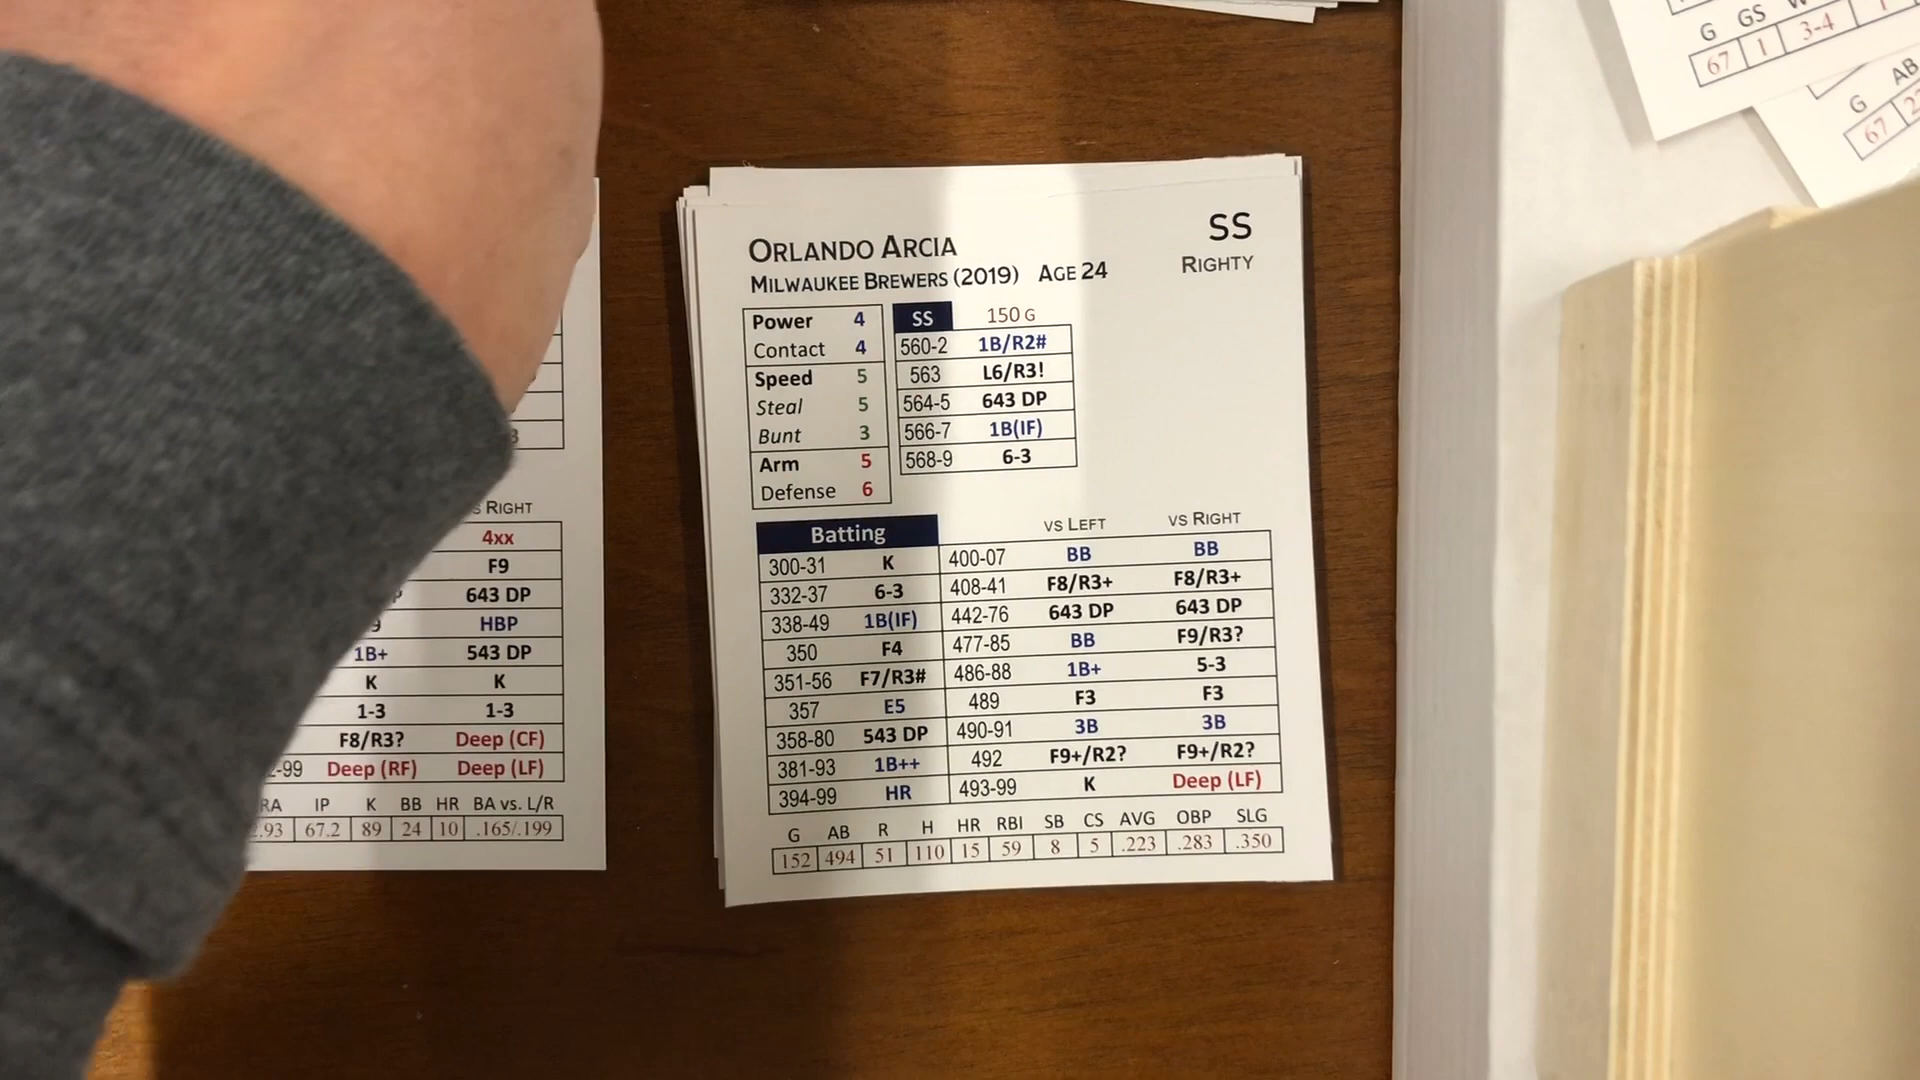 G GS
67 1 3-4
G AB
67
ORLANDO ARCIA SS
MILWAUKEE BREWERS (2019) AGE 24 RIGHTY
Power 4
Contact 4
Speed 5
Steal 5
Bunt 3
Arm 5
Defense 6
SS 150 G
560-2 1B/R2#
563 L6/R3!
564-5 643 DP
566-7 1B(IF)
568-9 6-3
Batting
300-31 K
332-37 6-3
338-49 1B(IF)
350 F4
351-56 F7/R3#
357 E5
358-80 543 DP
381-93 1B++
394-99 HR
VS LEFT VS RIGHT
400-07 BB BB
408-41 F8/R3+ F8/R3+
442-76 643 DP 643 DP
477-85 BB F9/R3?
486-88 1B+ 5-3
489 F3 F3
490-91 3B 3B
492 F9+/R2? F9+/R2?
493-99 K Deep (LF)
G AB R H HR RBI SB CS AVG OBP SLG
152 494 51 110 15 59 8 5 .223 .283 .350
RIGHT
4xx
F9
643 DP
HBP
1B+ 543 DP
K K
1-3 1-3
F8/R3? Deep (CF)
-99 Deep (RF) Deep (LF)
RA IP K BB HR BA vs. L/R
.93 67.2 89 24 10 .165/.199